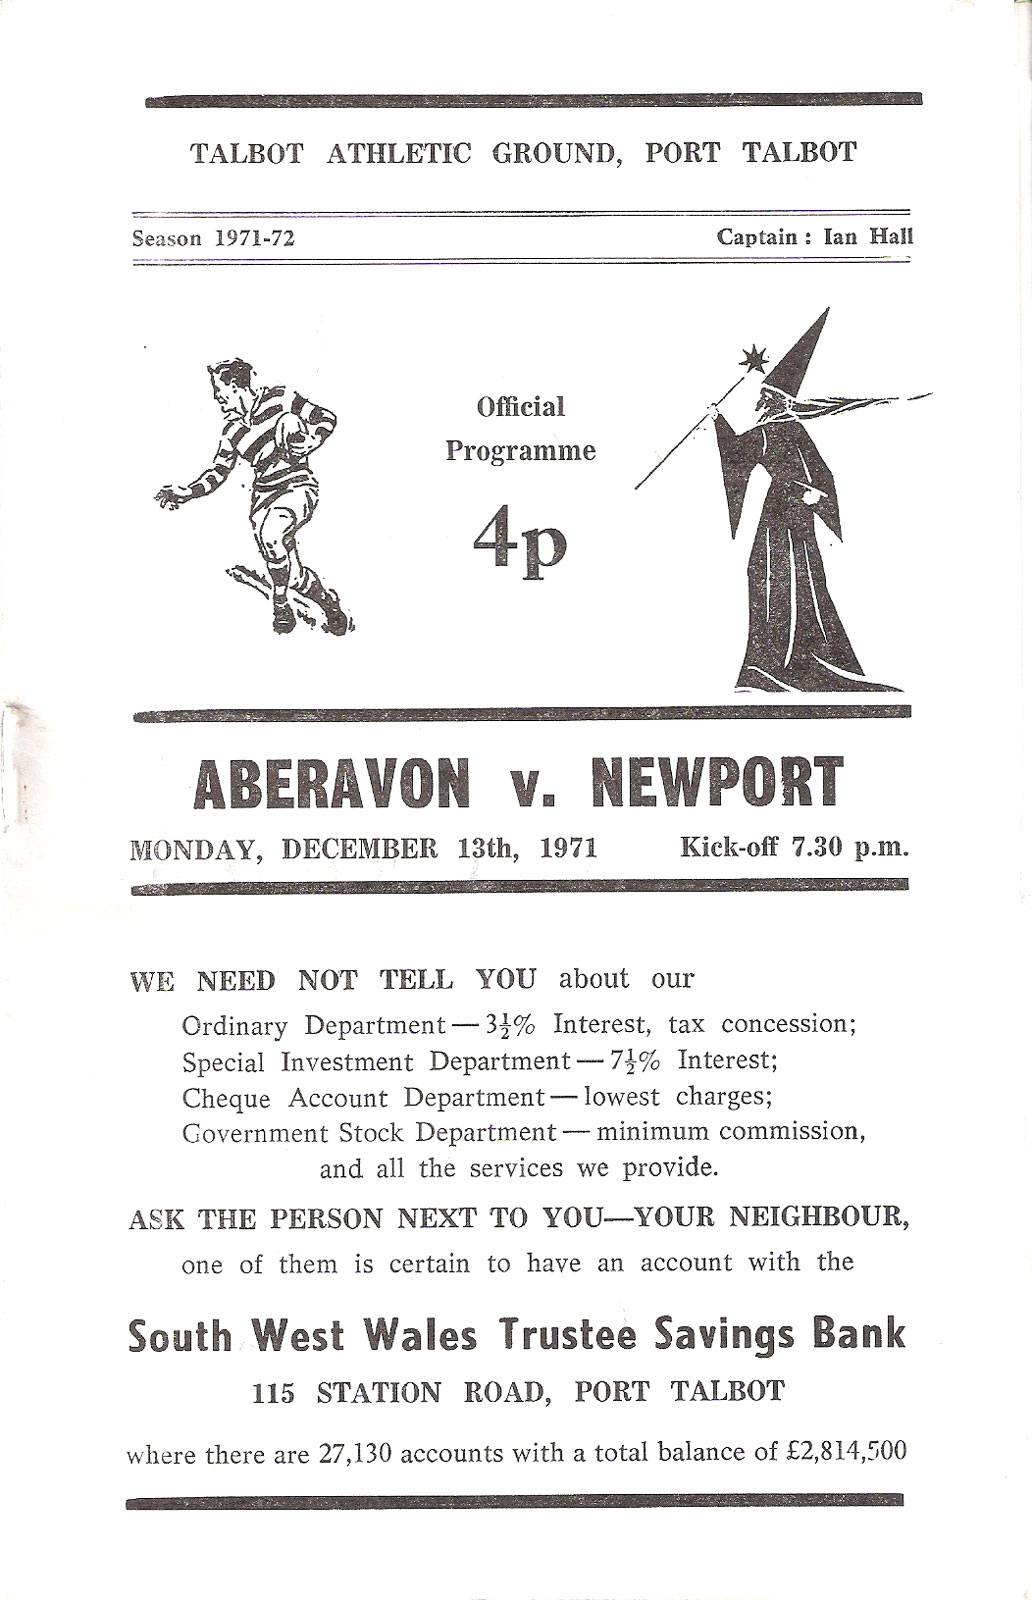 TALBOT ATHLETIC GROUND, PORT TALBOT
Season 1971-72 Captain : Ian Hall
Official
Programme
4p
ABERAVON v. NEWPORT
MONDAY, DECEMBER 13th, 1971 Kick-off 7.30 p.m.
WE NEED NOT TELL YOU about our
Ordinary Department — 3½% Interest, tax concession;
Special Investment Department — 7½% Interest;
Cheque Account Department — lowest charges;
Government Stock Department — minimum commission,
and all the services we provide.
ASK THE PERSON NEXT TO YOU—YOUR NEIGHBOUR,
one of them is certain to have an account with the
South West Wales Trustee Savings Bank
115 STATION ROAD, PORT TALBOT
where there are 27,130 accounts with a total balance of £2,814,500